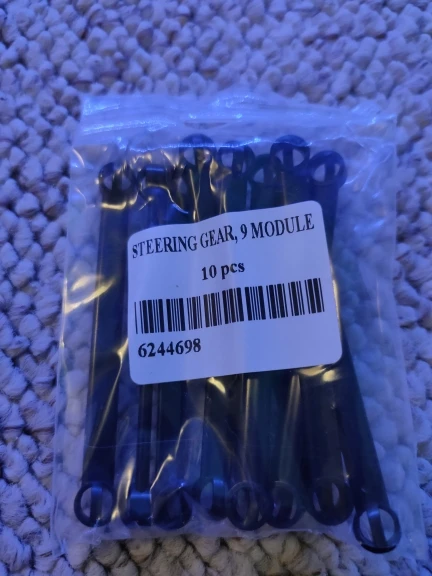 STEERING GEAR, 9 MODULE
10 pcs
6244698